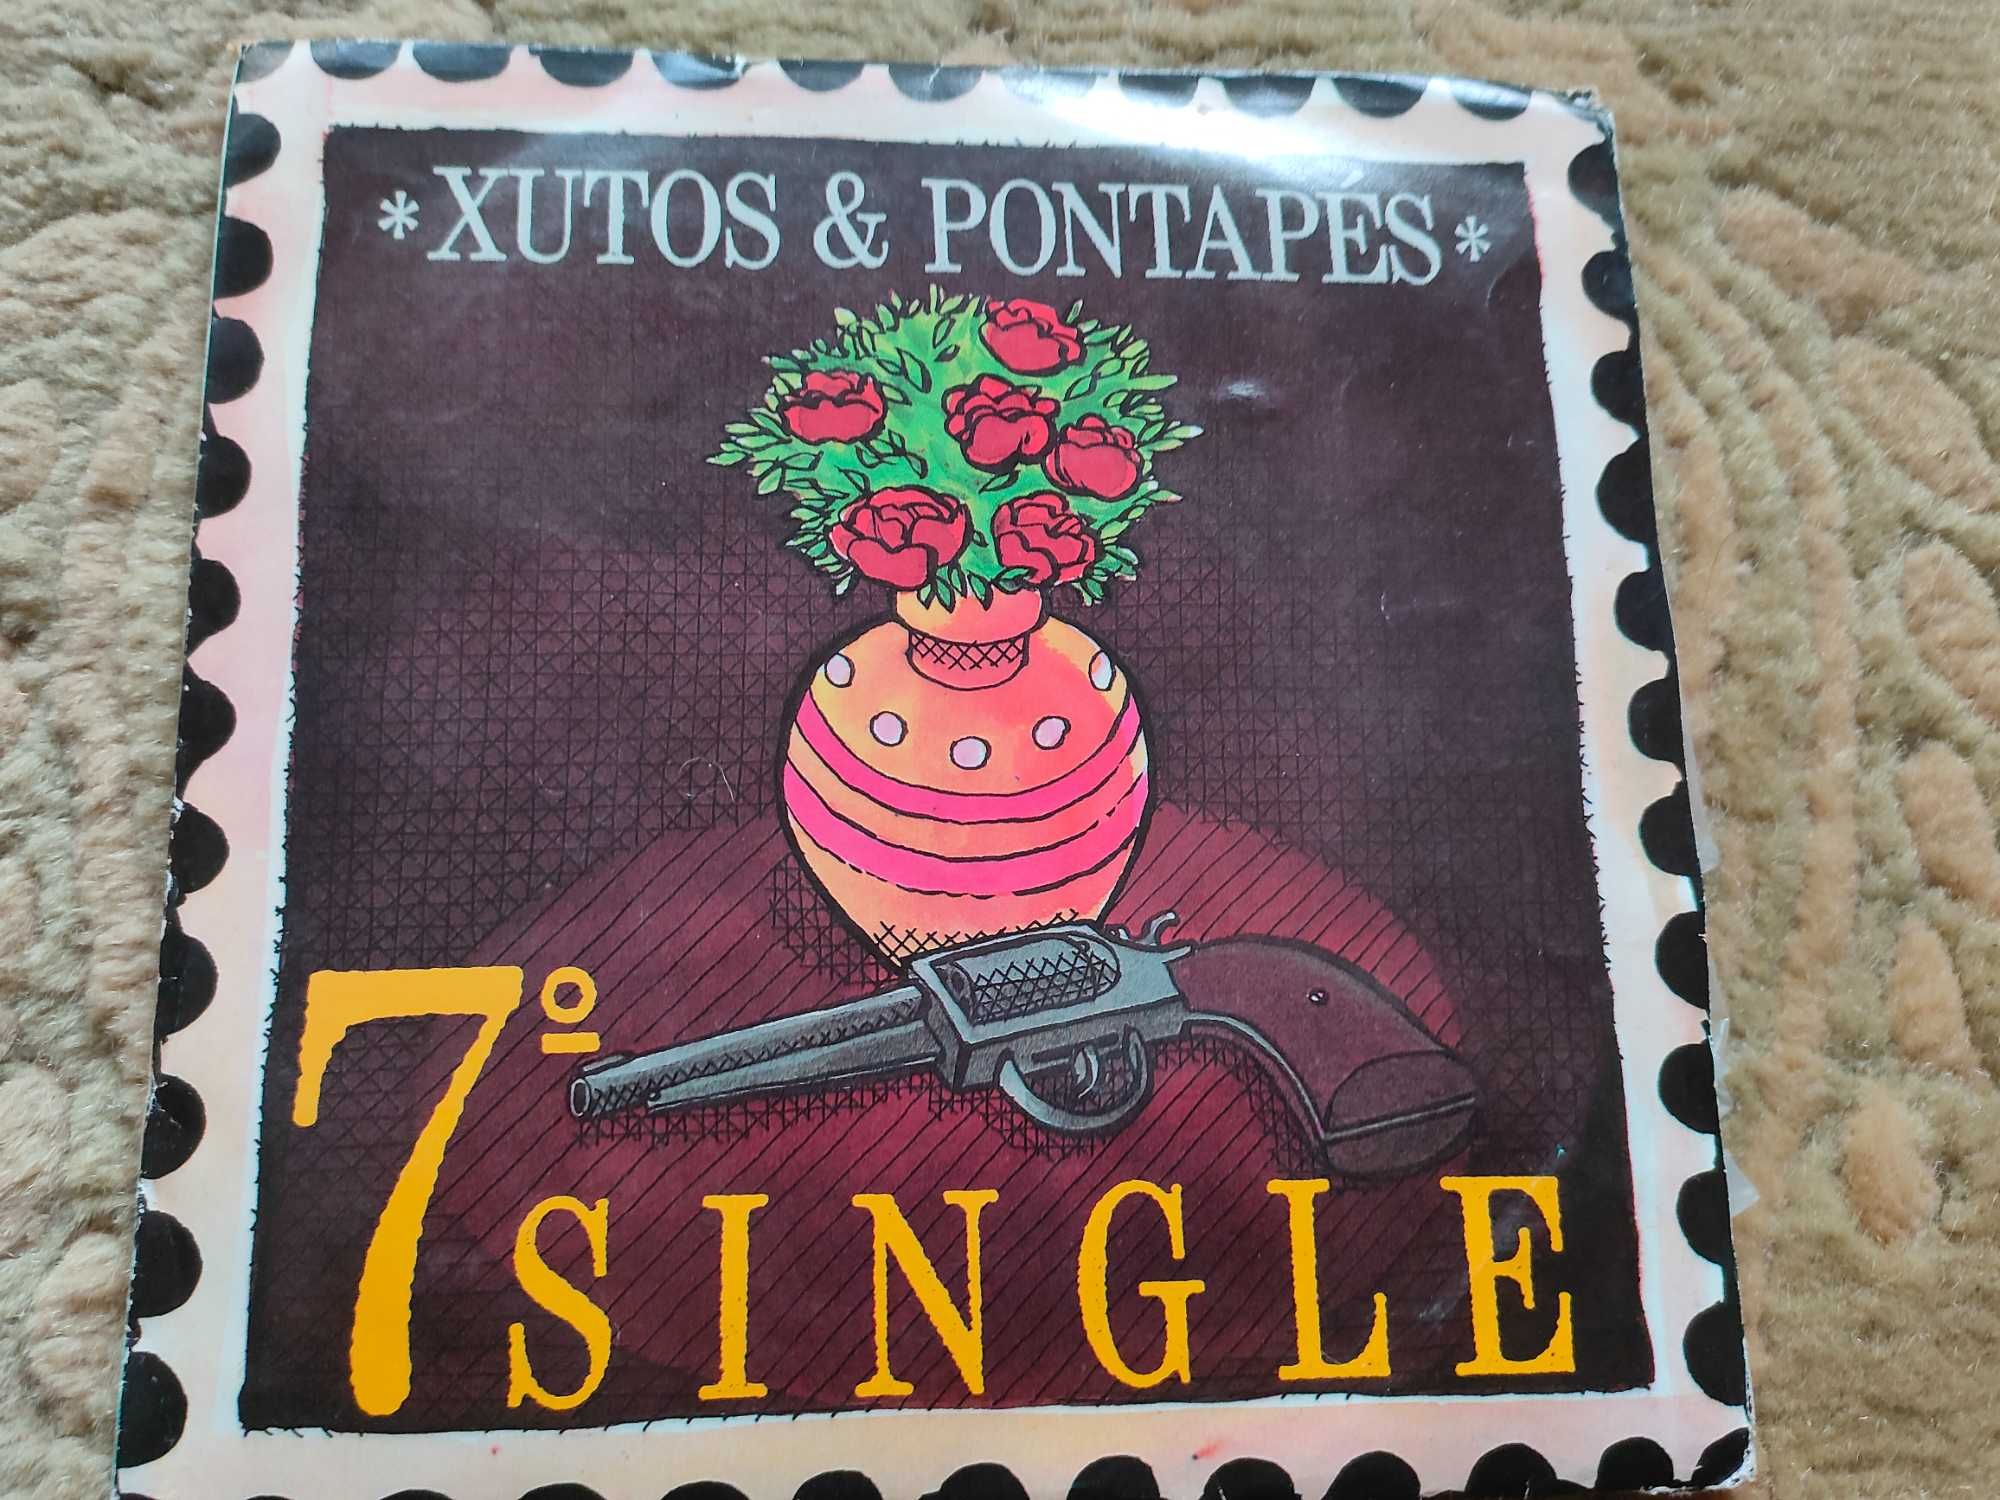 * XUTOS & PONTAPÉS *
7º SINGLE